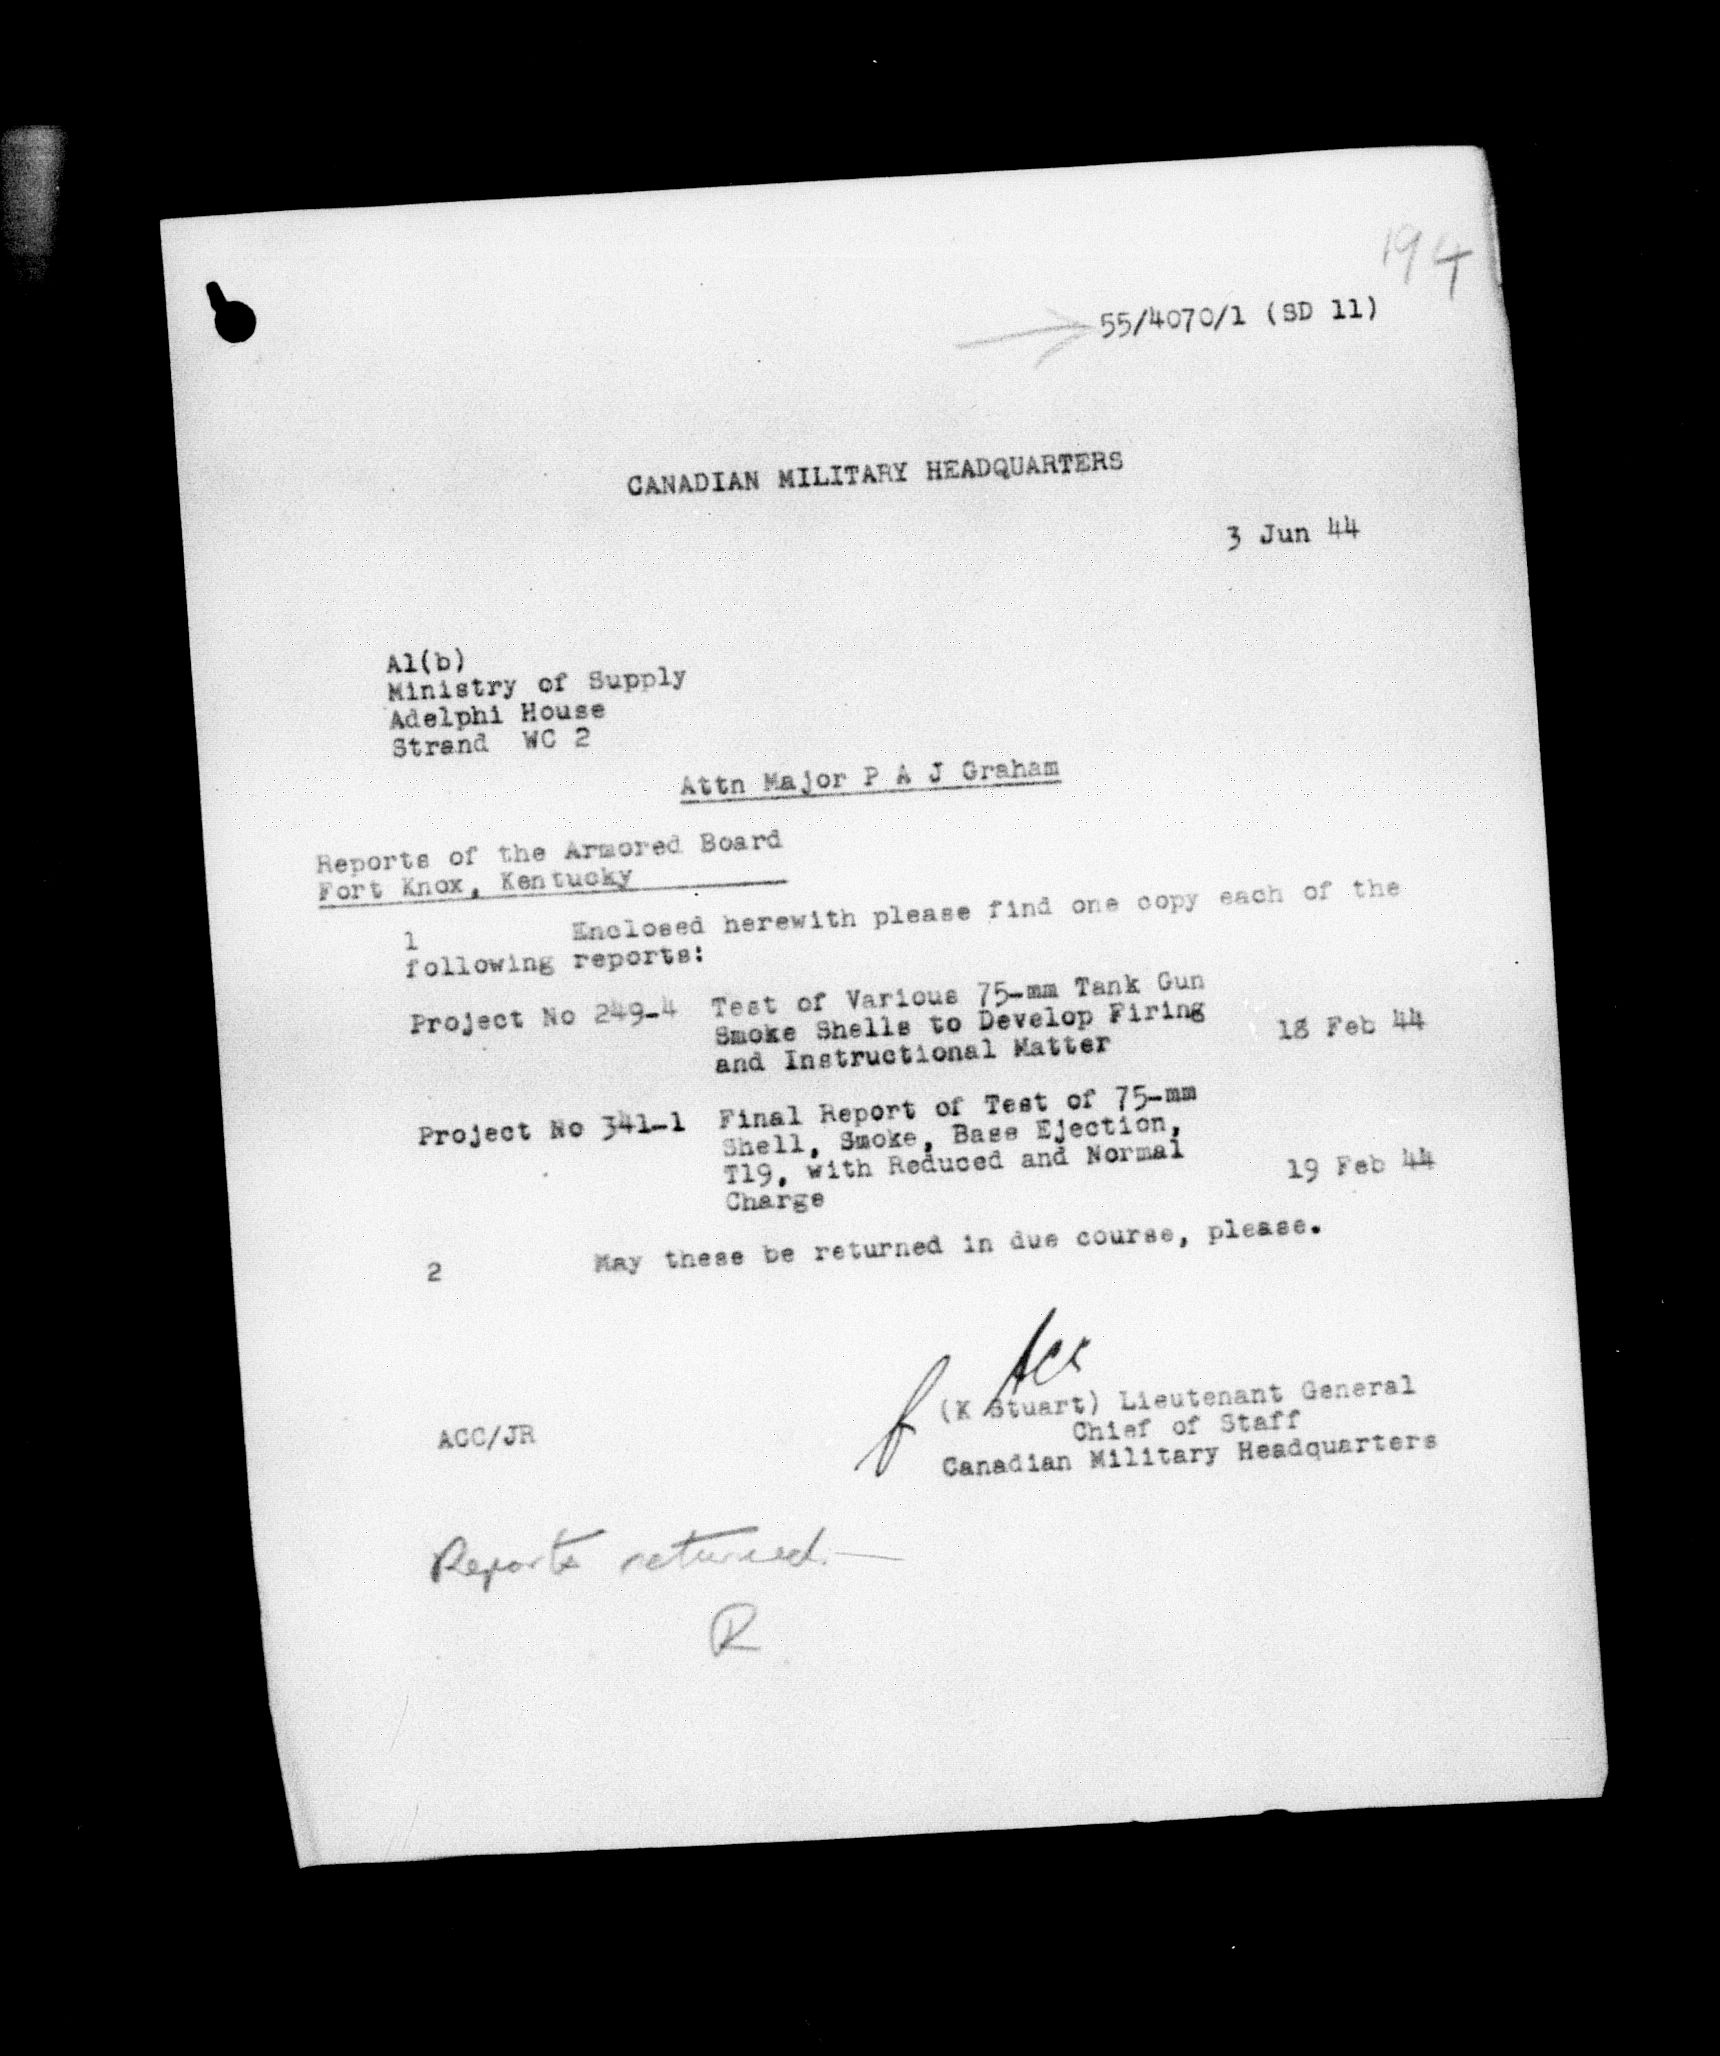 194
55/4070/1 (SD 11)
CANADIAN MILITARY HEADQUARTERS
3 Jun 44
A1(b)
Ministry of Supply
Adelphi House
Strand WC 2
Attn Major P A J Graham
Reports of the Armored Board
Fort Knox, Kentucky
1 Enclosed herewith please find one copy each of the
following reports:
Project No 249-4 Test of Various 75-mm Tank Gun
Smoke Shells to Develop Firing
and Instructional Matter 18 Feb 44
Project No 341-1 Final Report of Test of 75-mm
Shell, Smoke, Base Ejection,
T19, with Reduced and Normal
Charge 19 Feb 44
2 May these be returned in due course, please.
f
(K Stuart) Lieutenant General
Chief of Staff
ACC/JR
Canadian Military Headquarters
Reports returned.—
R